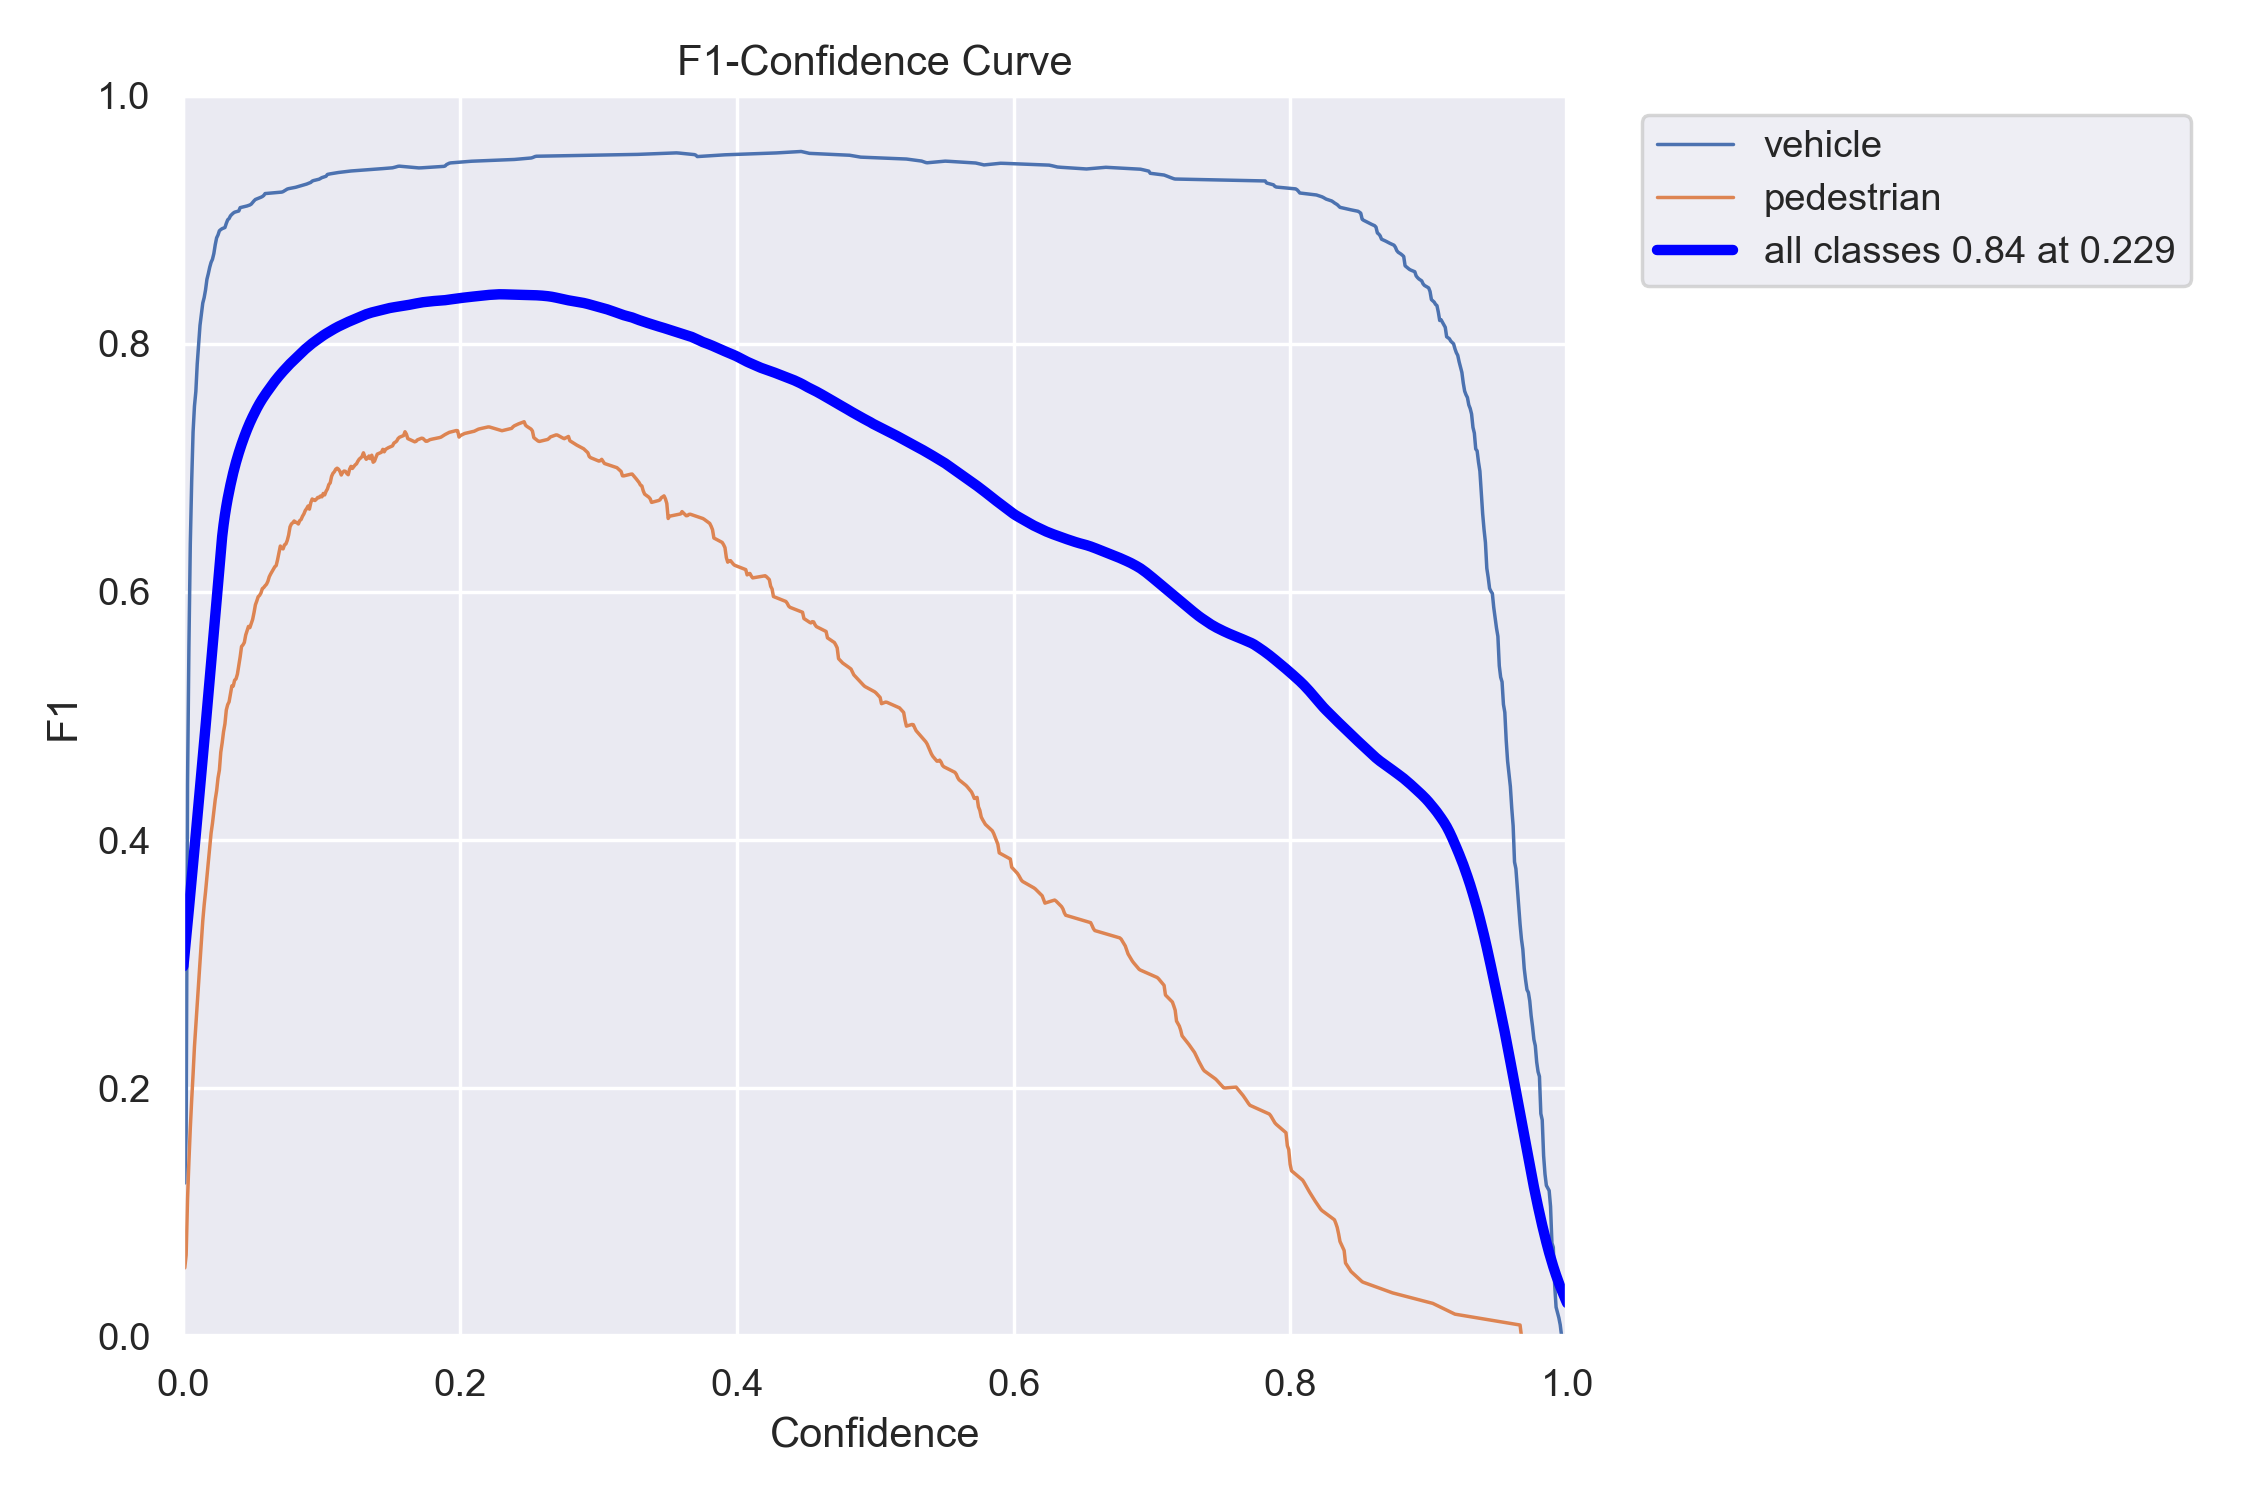 F1-Confidence Curve
1.0
0.8
0.6
0.4
0.2
0.0
F1
0.0 0.2 0.4 0.6 0.8 1.0
Confidence
vehicle
pedestrian
all classes 0.84 at 0.229